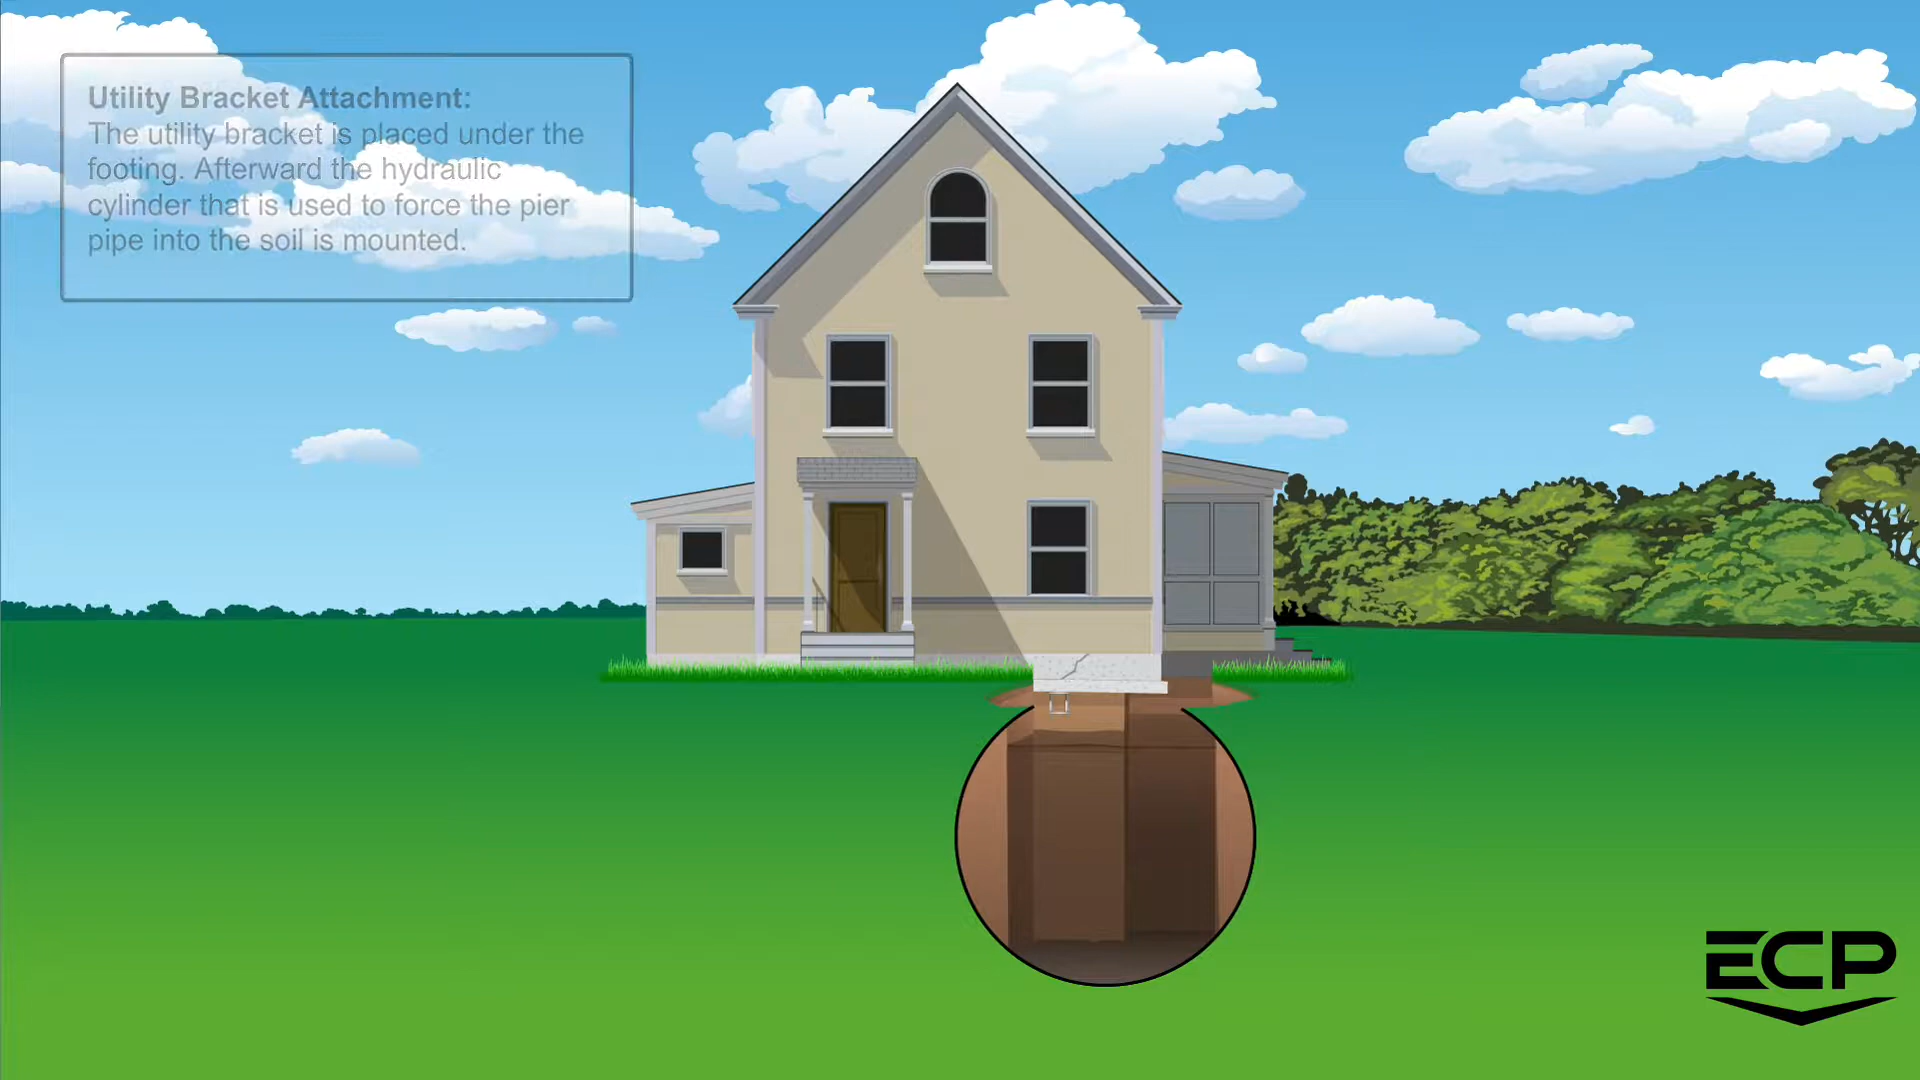 Utility Bracket Attachment:
The utility bracket is placed under the
footing. Afterward the hydraulic
cylinder that is used to force the pier
pipe into the soil is mounted.
ECP